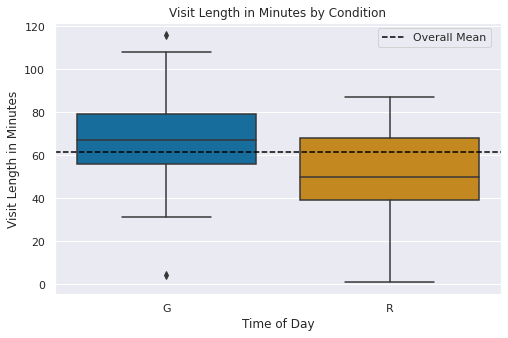 Visit Length in Minutes by Condition
Overall Mean
Visit Length in Minutes
120
100
80
60
40
20
0
G
R
Time of Day